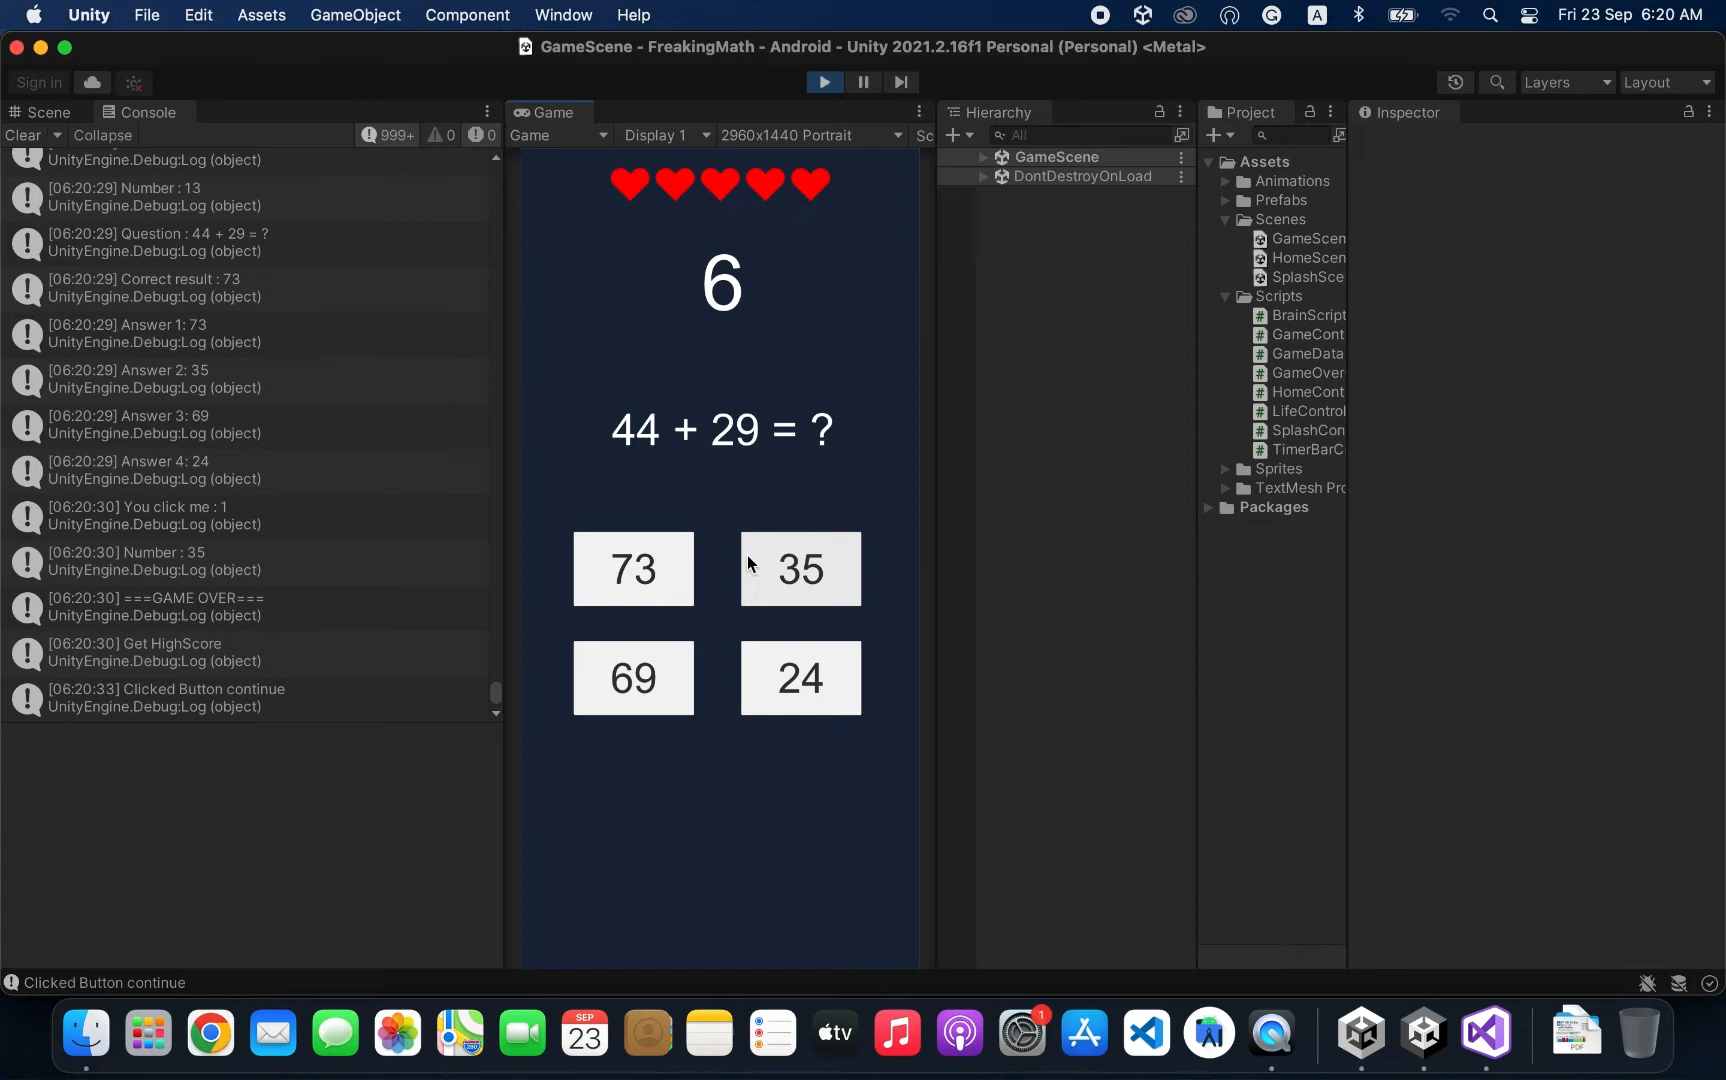 Unity File Edit Assets GameObject Component Window Help A Fri 23 Sep 6:20 AM
GameScene - FreakingMath - Android - Unity 2021.2.16f1 Personal (Personal) <Metal>
Sign in Layers Layout
Scene Console Game Hierarchy Project Inspector
Clear Collapse 999+ 0 0 Game Display 1 2960x1440 Portrait Sc All
UnityEngine.Debug:Log (object)
[06:20:29] Number : 13
UnityEngine.Debug:Log (object)
[06:20:29] Question : 44 + 29 = ?
UnityEngine.Debug:Log (object)
[06:20:29] Correct result : 73
UnityEngine.Debug:Log (object)
[06:20:29] Answer 1: 73
UnityEngine.Debug:Log (object)
[06:20:29] Answer 2: 35
UnityEngine.Debug:Log (object)
[06:20:29] Answer 3: 69
UnityEngine.Debug:Log (object)
[06:20:29] Answer 4: 24
UnityEngine.Debug:Log (object)
[06:20:30] You click me : 1
UnityEngine.Debug:Log (object)
[06:20:30] Number : 35
UnityEngine.Debug:Log (object)
[06:20:30] ===GAME OVER===
UnityEngine.Debug:Log (object)
[06:20:30] Get HighScore
UnityEngine.Debug:Log (object)
[06:20:33] Clicked Button continue
UnityEngine.Debug:Log (object)
6
44 + 29 = ?
73 35
69 24
GameScene
DontDestroyOnLoad
Assets
Animations
Prefabs
Scenes
GameScen
HomeScen
SplashSce
Scripts
# BrainScript
# GameCont
# GameData
# GameOver
# HomeCont
# LifeControl
# SplashCon
# TimerBarC
Sprites
TextMesh Pro
Packages
Clicked Button continue
SEP
23
tv
1
PDF